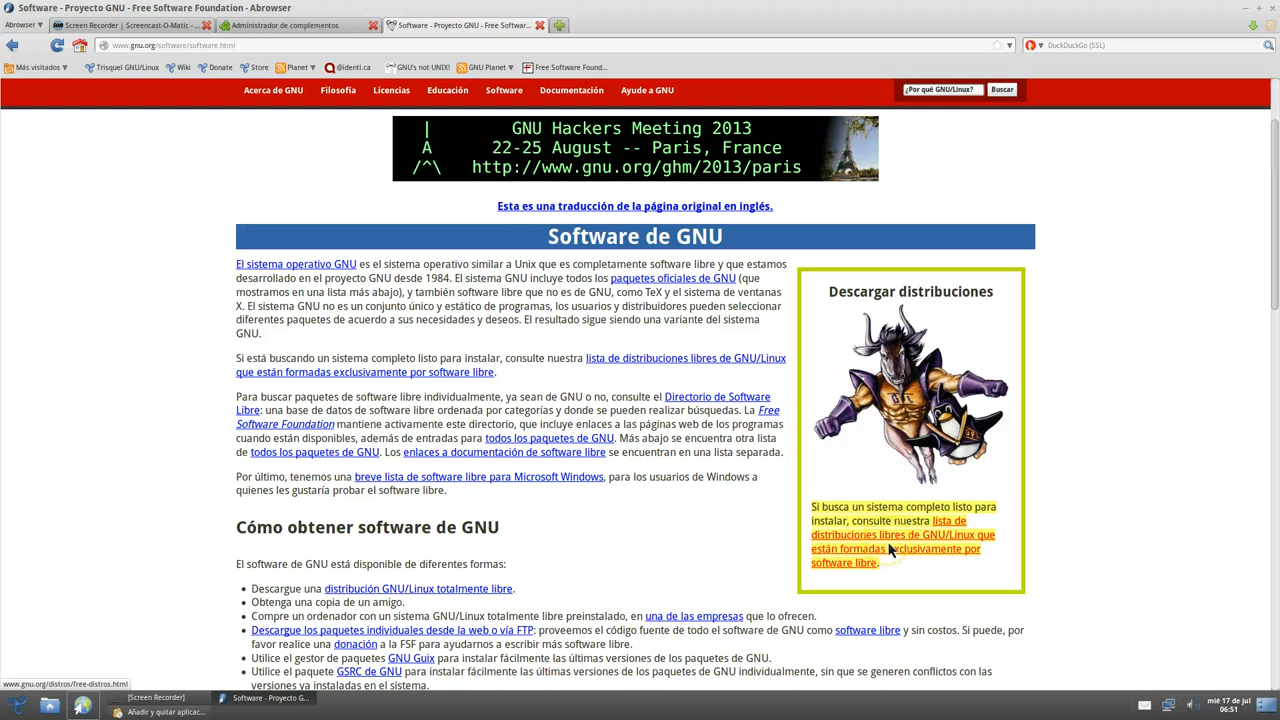 Software - Proyecto GNU - Free Software Foundation - Abrowser
Abrowser
Screen Recorder | Screencast-O-Matic - ...
Administrador de complementos
Software - Proyecto GNU - Free Softwar...
www.gnu.org/software/software.html
DuckDuckGo (SSL)
Más visitados
Trisquel GNU/Linux
Wiki
Donate
Store
Planet
@identi.ca
GNU's not UNIX!
GNU Planet
Free Software Found...
Acerca de GNU
Filosofía
Licencias
Educación
Software
Documentación
Ayude a GNU
¿Por qué GNU/Linux?
Buscar
| GNU Hackers Meeting 2013
A 22-25 August -- Paris, France
/^\ http://www.gnu.org/ghm/2013/paris
Esta es una traducción de la página original en inglés.
Software de GNU
El sistema operativo GNU es el sistema operativo similar a Unix que es completamente software libre y que estamos
desarrollado en el proyecto GNU desde 1984. El sistema GNU incluye todos los paquetes oficiales de GNU (que
mostramos en una lista más abajo), y también software libre que no es de GNU, como TeX y el sistema de ventanas
X. El sistema GNU no es un conjunto único y estático de programas, los usuarios y distribuidores pueden seleccionar
diferentes paquetes de acuerdo a sus necesidades y deseos. El resultado sigue siendo una variante del sistema
GNU.
Si está buscando un sistema completo listo para instalar, consulte nuestra lista de distribuciones libres de GNU/Linux
que están formadas exclusivamente por software libre.
Para buscar paquetes de software libre individualmente, ya sean de GNU o no, consulte el Directorio de Software
Libre: una base de datos de software libre ordenada por categorías y donde se pueden realizar búsquedas. La Free
Software Foundation mantiene activamente este directorio, que incluye enlaces a las páginas web de los programas
cuando están disponibles, además de entradas para todos los paquetes de GNU. Más abajo se encuentra otra lista
de todos los paquetes de GNU. Los enlaces a documentación de software libre se encuentran en una lista separada.
Por último, tenemos una breve lista de software libre para Microsoft Windows, para los usuarios de Windows a
quienes les gustaría probar el software libre.
Descargar distribuciones
Si busca un sistema completo listo para
instalar, consulte nuestra lista de
distribuciones libres de GNU/Linux que
están formadas exclusivamente por
software libre.
Cómo obtener software de GNU
El software de GNU está disponible de diferentes formas:
• Descargue una distribución GNU/Linux totalmente libre.
• Obtenga una copia de un amigo.
• Compre un ordenador con un sistema GNU/Linux totalmente libre preinstalado, en una de las empresas que lo ofrecen.
• Descargue los paquetes individuales desde la web o vía FTP: proveemos el código fuente de todo el software de GNU como software libre y sin costos. Si puede, por
favor realice una donación a la FSF para ayudarnos a escribir más software libre.
• Utilice el gestor de paquetes GNU Guix para instalar fácilmente las últimas versiones de los paquetes de GNU.
• Utilice el paquete GSRC de GNU para instalar fácilmente las últimas versiones de los paquetes de GNU individualmente, sin que se generen conflictos con las
versiones ya instaladas en el sistema.
www.gnu.org/distros/free-distros.html
[Screen Recorder]
Software - Proyecto G...
Añadir y quitar aplicac...
mié 17 de jul
06:51